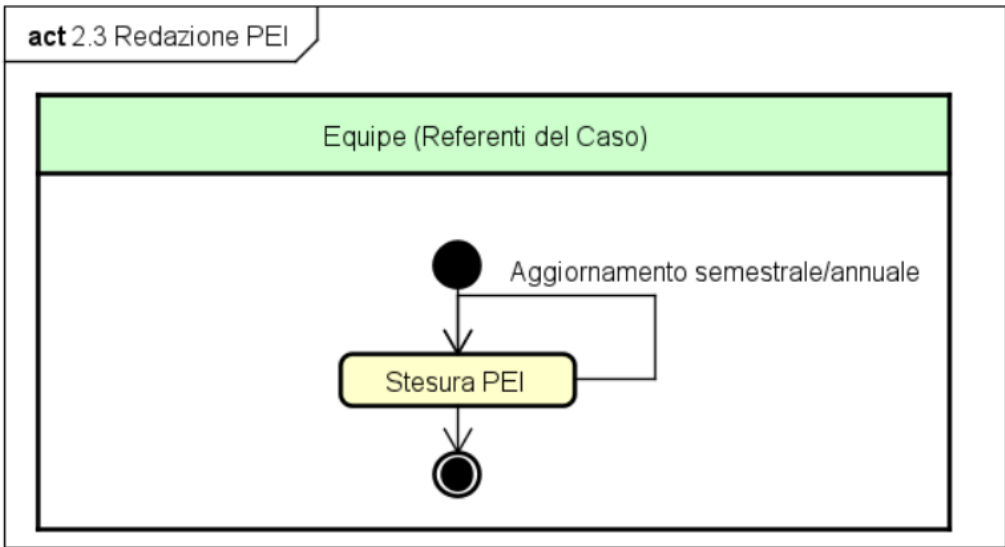 act 2.3 Redazione PEI
Equipe (Referenti del Caso)
Aggiornamento semestrale/annuale
Stesura PEI